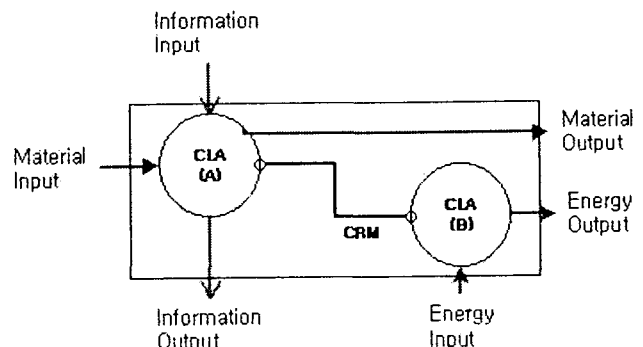 Information
Input
Material
Input
CLA
(A)
Material
Output
CLA
(B)
Energy
Output
CRM
Information
Output
Energy
Input